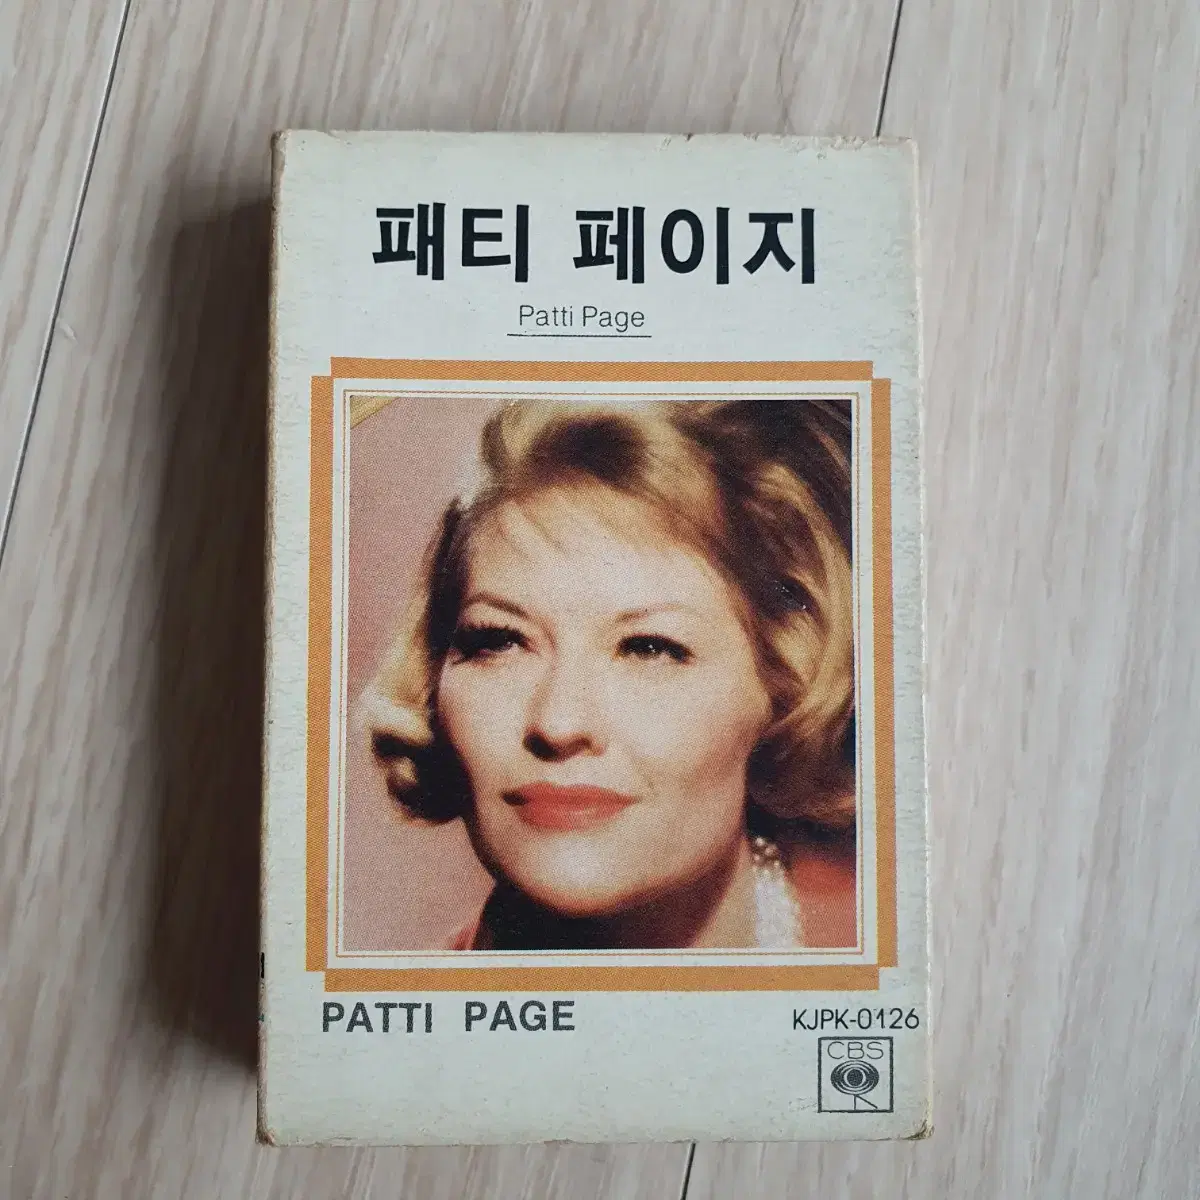 패티 페이지
Patti Page
PATTI PAGE
KJPK-0126
CBS